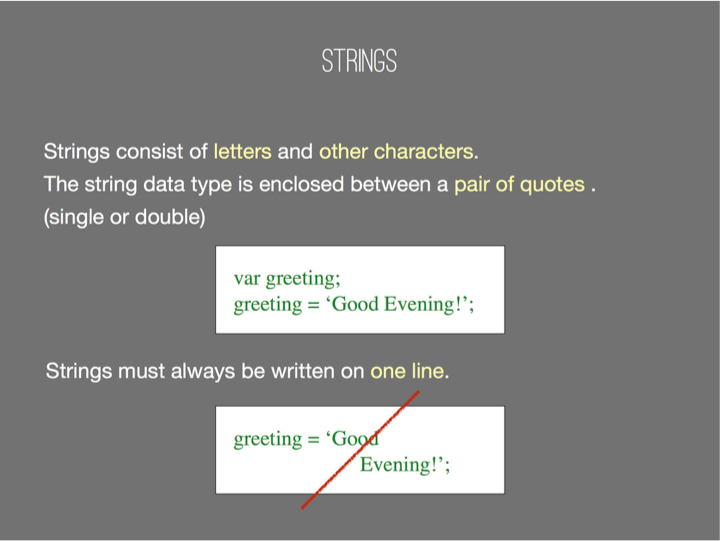 STRINGS
Strings consist of letters and other characters.
The string data type is enclosed between a pair of quotes .
(single or double)
var greeting;
greeting = ‘Good Evening!’;
Strings must always be written on one line.
greeting = ‘Good
Evening!’;